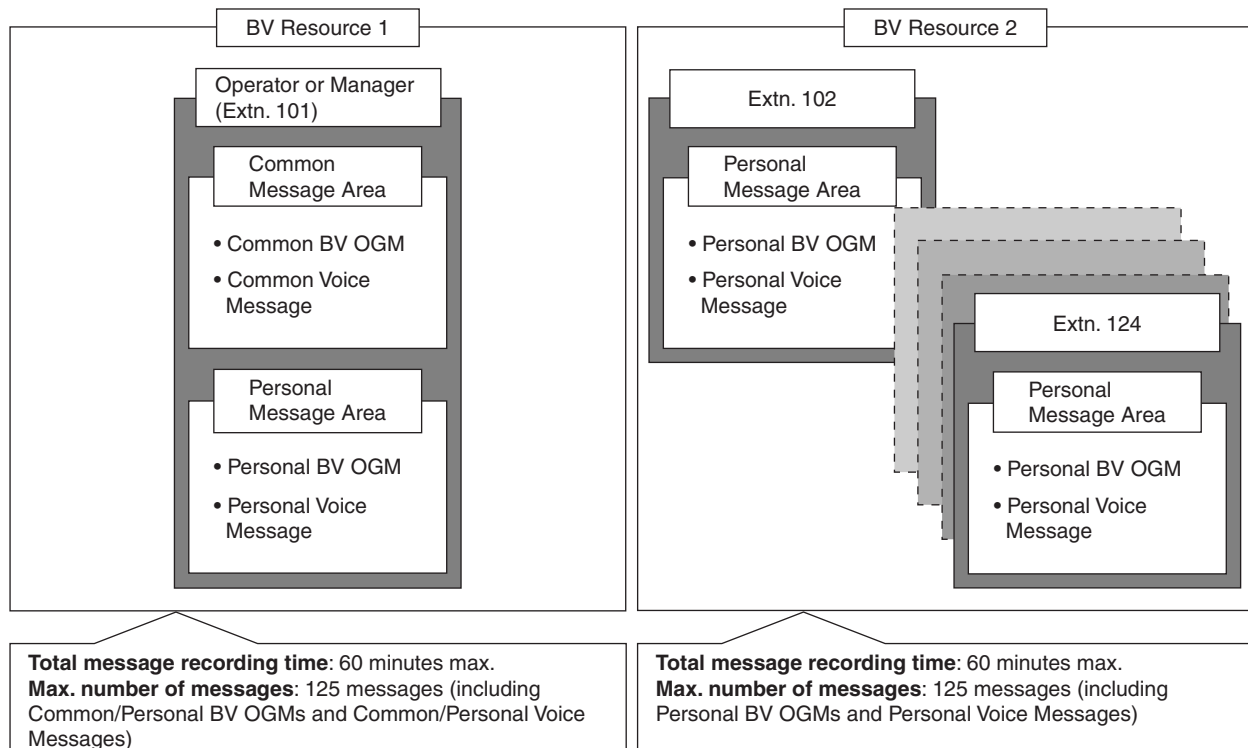 BV Resource 1
Operator or Manager
(Extn. 101)
Common
Message Area
• Common BV OGM
• Common Voice
Message
Personal
Message Area
• Personal BV OGM
• Personal Voice
Message
Total message recording time: 60 minutes max.
Max. number of messages: 125 messages (including
Common/Personal BV OGMs and Common/Personal Voice
Messages)
BV Resource 2
Extn. 102
Personal
Message Area
• Personal BV OGM
• Personal Voice
Message
Extn. 124
Personal
Message Area
• Personal BV OGM
• Personal Voice
Message
Total message recording time: 60 minutes max.
Max. number of messages: 125 messages (including
Personal BV OGMs and Personal Voice Messages)